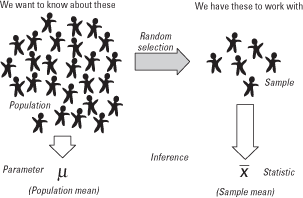 We want to know about these
We have these to work with
Random
selection
Population
Sample
Parameter
μ
(Population mean)
Inference
x̄
Statistic
(Sample mean)